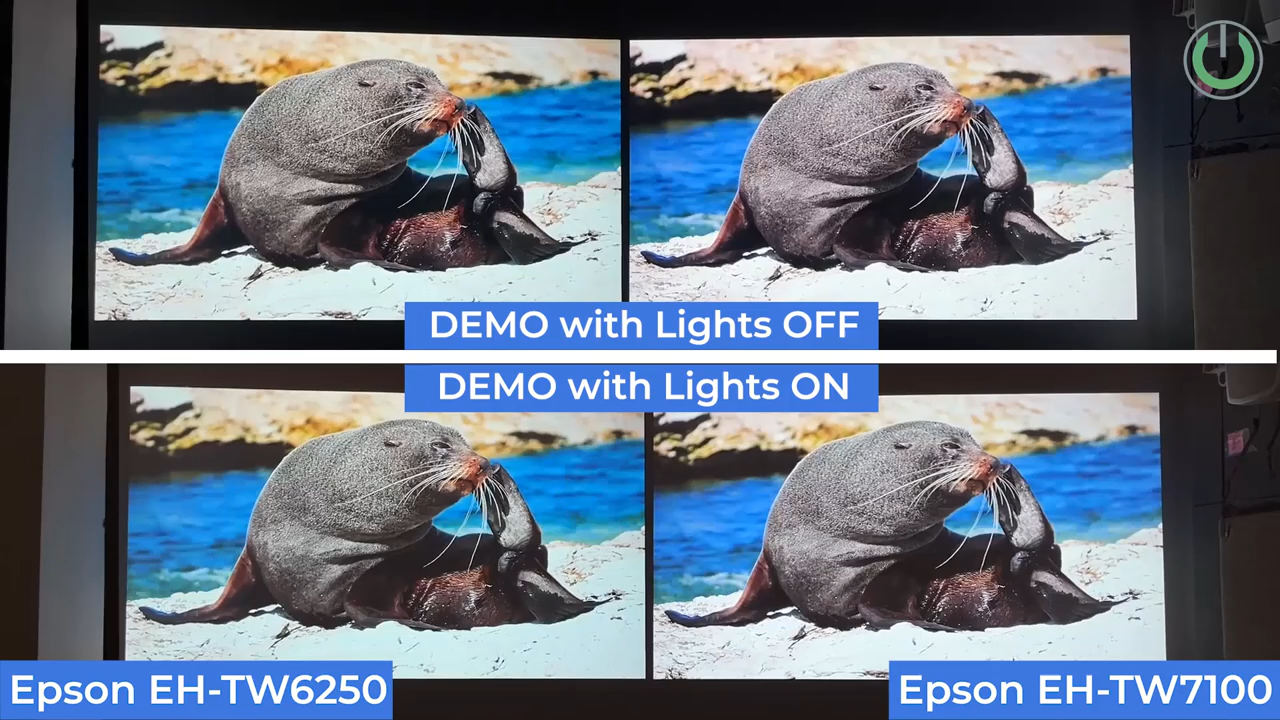 DEMO with Lights OFF
DEMO with Lights ON
Epson EH-TW6250
Epson EH-TW7100